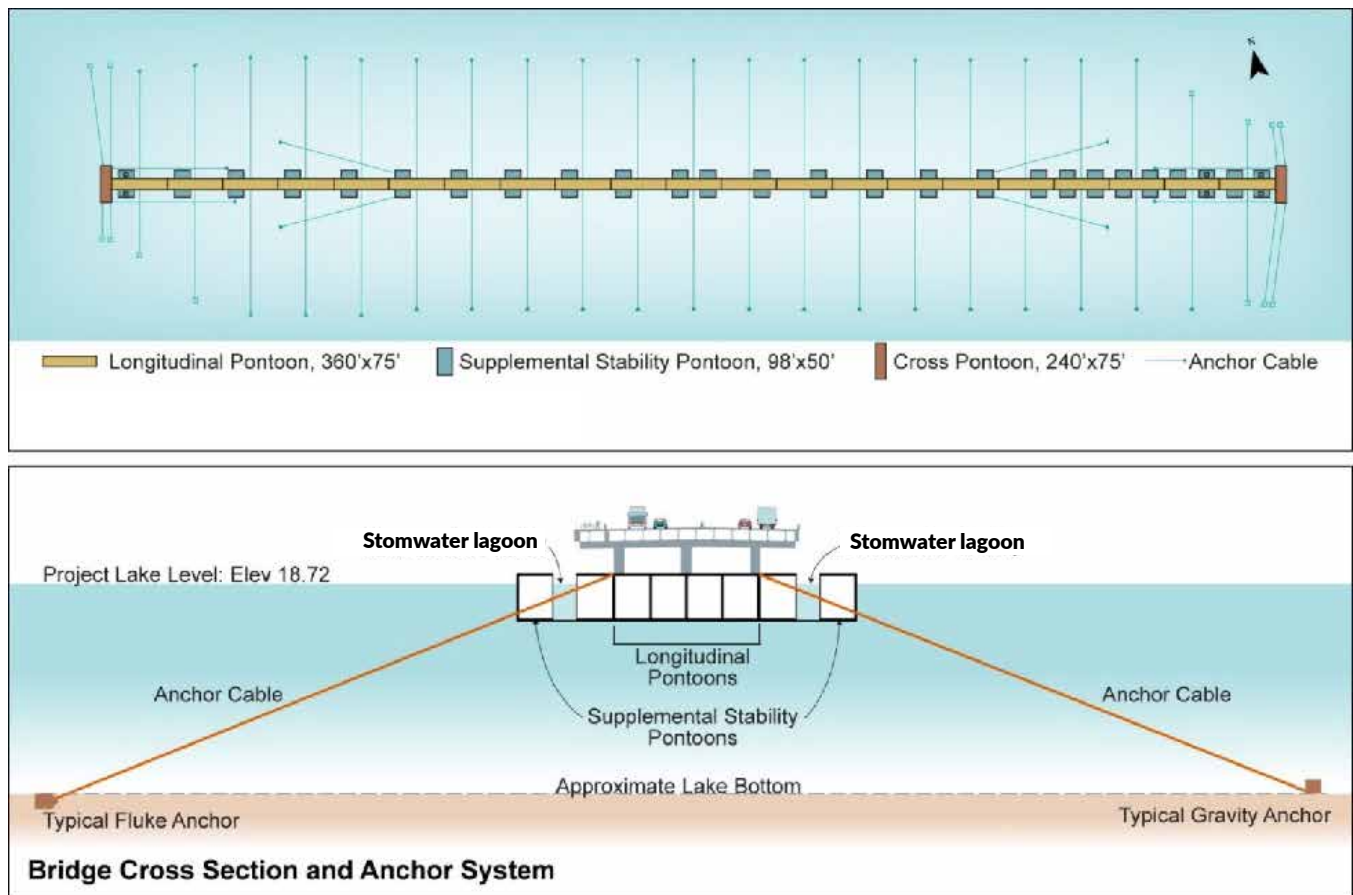 Longitudinal Pontoon, 360'x75'
Supplemental Stability Pontoon, 98'x50'
Cross Pontoon, 240'x75'
Anchor Cable
Stomwater lagoon
Stomwater lagoon
Project Lake Level: Elev 18.72
Longitudinal
Pontoons
Anchor Cable
Anchor Cable
Supplemental Stability
Pontoons
Approximate Lake Bottom
Typical Fluke Anchor
Typical Gravity Anchor
Bridge Cross Section and Anchor System